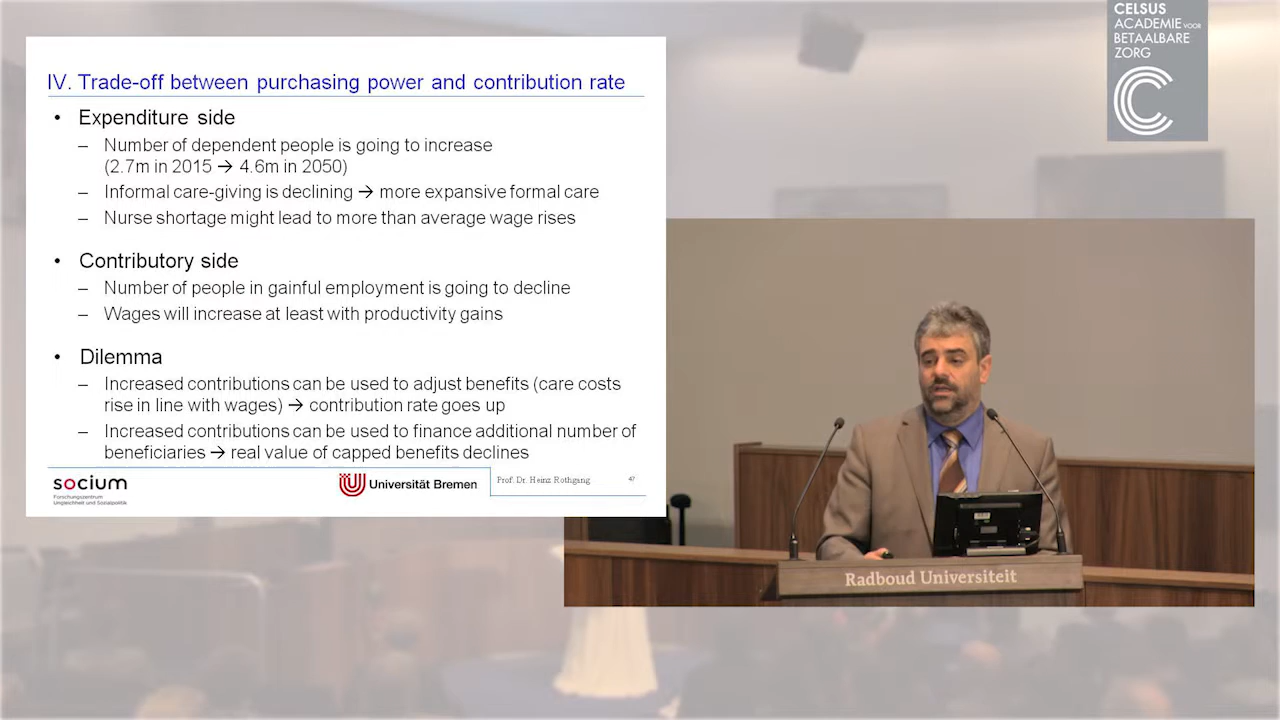 CELSUS
ACADEMIE VOOR
BETAALBARE
ZORG
IV. Trade-off between purchasing power and contribution rate
• Expenditure side
– Number of dependent people is going to increase
(2.7m in 2015 → 4.6m in 2050)
– Informal care-giving is declining → more expansive formal care
– Nurse shortage might lead to more than average wage rises
• Contributory side
– Number of people in gainful employment is going to decline
– Wages will increase at least with productivity gains
• Dilemma
– Increased contributions can be used to adjust benefits (care costs
rise in line with wages) → contribution rate goes up
– Increased contributions can be used to finance additional number of
beneficiaries → real value of capped benefits declines
socium
Forschungszentrum
Ungleichheit und Sozialpolitik
Universität Bremen
Prof. Dr. Heinz Rothgang
47
Radboud Universiteit